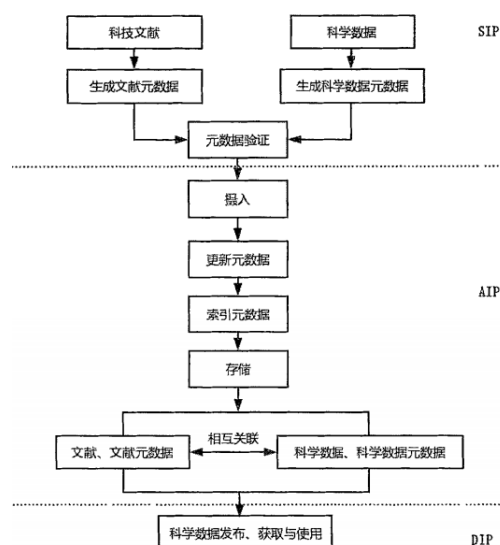 科技文献
科学数据
SIP
生成文献元数据
生成科学数据元数据
元数据验证
摄入
更新元数据
索引元数据
AIP
存储
相互关联
文献、文献元数据
科学数据、科学数据元数据
科学数据发布、获取与使用
DIP